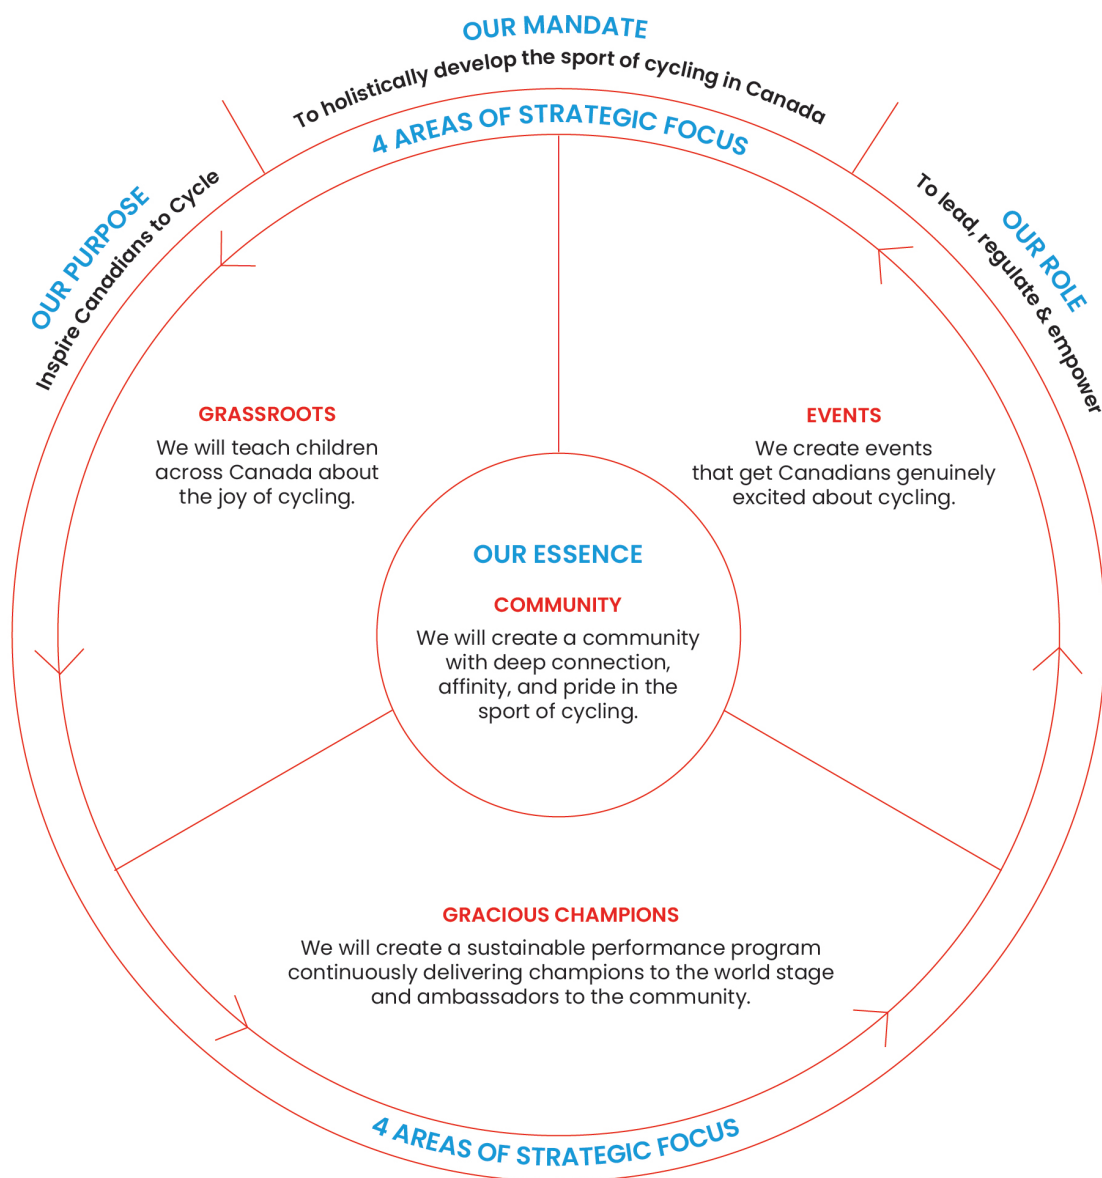 OUR MANDATE
To holistically develop the sport of cycling in Canada
4 AREAS OF STRATEGIC FOCUS
OUR PURPOSE
Inspire Canadians to Cycle
OUR ROLE
To lead, regulate & empower
GRASSROOTS
We will teach children
across Canada about
the joy of cycling.
EVENTS
We create events
that get Canadians genuinely
excited about cycling.
OUR ESSENCE
COMMUNITY
We will create a community
with deep connection,
affinity, and pride in the
sport of cycling.
GRACIOUS CHAMPIONS
We will create a sustainable performance program
continuously delivering champions to the world stage
and ambassadors to the community.
4 AREAS OF STRATEGIC FOCUS